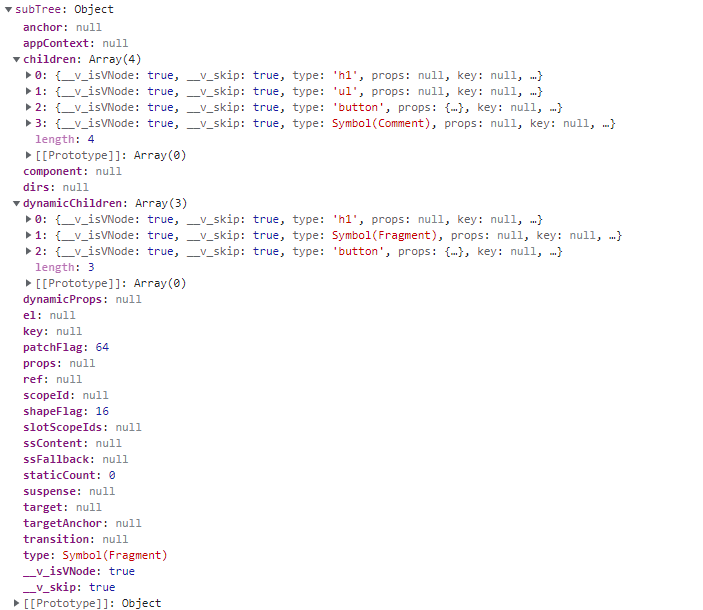 subTree: Object
anchor: null
appContext: null
children: Array(4)
0: {__v_isVNode: true, __v_skip: true, type: 'h1', props: null, key: null, …}
1: {__v_isVNode: true, __v_skip: true, type: 'ul', props: null, key: null, …}
2: {__v_isVNode: true, __v_skip: true, type: 'button', props: {…}, key: null, …}
3: {__v_isVNode: true, __v_skip: true, type: Symbol(Comment), props: null, key: null, …}
length: 4
[[Prototype]]: Array(0)
component: null
dirs: null
dynamicChildren: Array(3)
0: {__v_isVNode: true, __v_skip: true, type: 'h1', props: null, key: null, …}
1: {__v_isVNode: true, __v_skip: true, type: Symbol(Fragment), props: null, key: null, …}
2: {__v_isVNode: true, __v_skip: true, type: 'button', props: {…}, key: null, …}
length: 3
[[Prototype]]: Array(0)
dynamicProps: null
el: null
key: null
patchFlag: 64
props: null
ref: null
scopeId: null
shapeFlag: 16
slotScopeIds: null
ssContent: null
ssFallback: null
staticCount: 0
suspense: null
target: null
targetAnchor: null
transition: null
type: Symbol(Fragment)
__v_isVNode: true
__v_skip: true
[[Prototype]]: Object